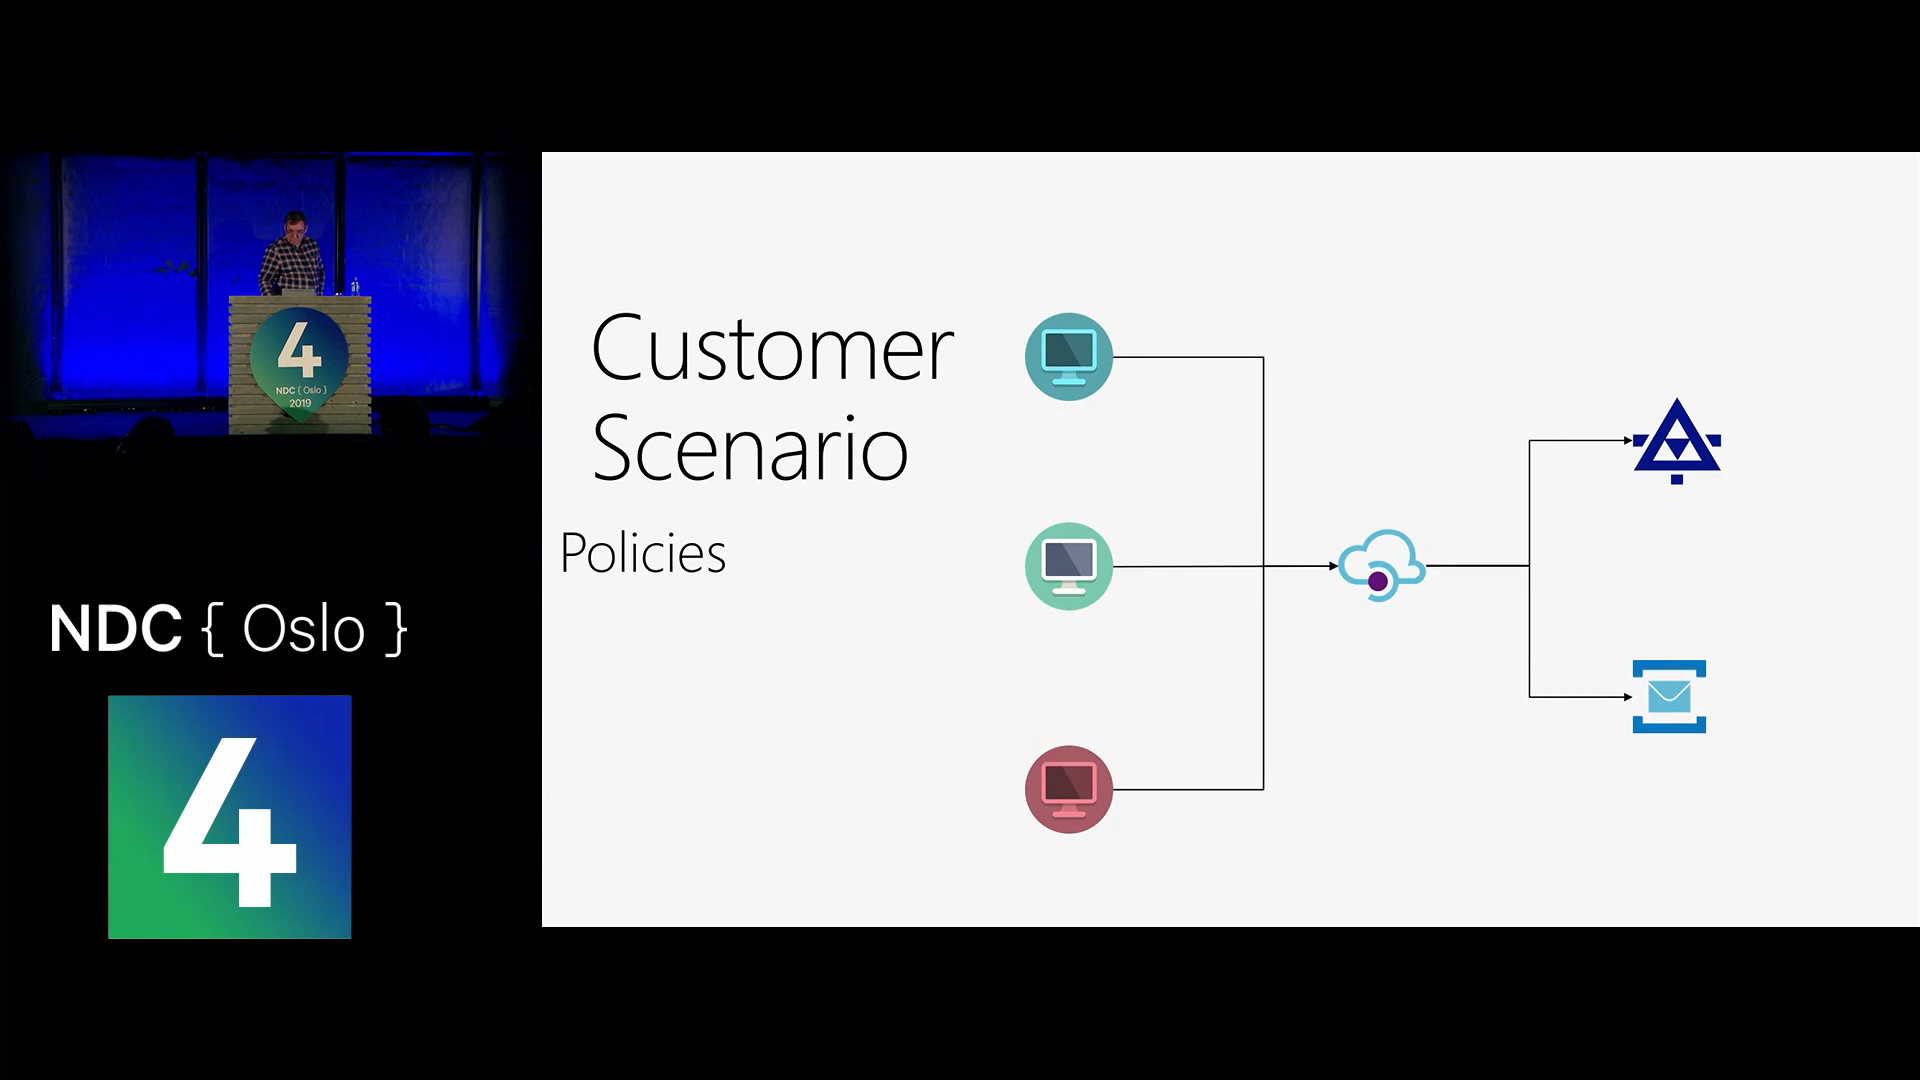 4
NDC { Oslo }
2019
NDC { Oslo }
4
Customer
Scenario
Policies